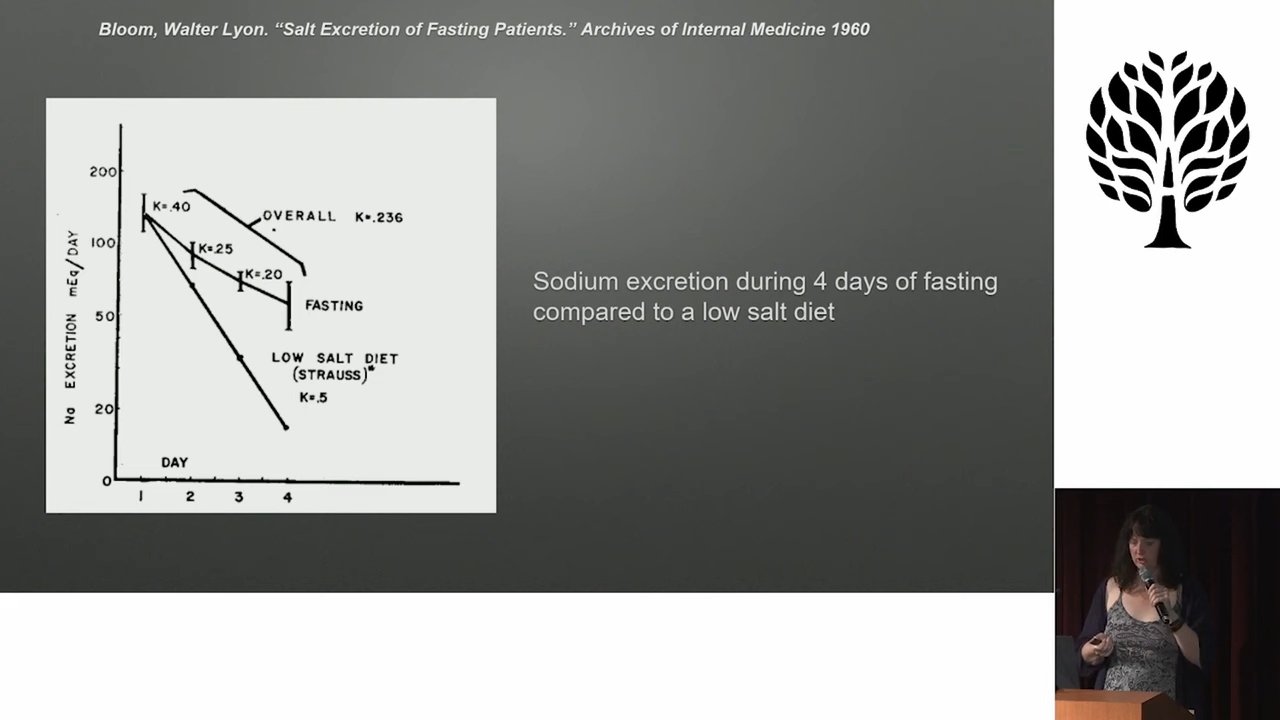 Bloom, Walter Lyon. “Salt Excretion of Fasting Patients.” Archives of Internal Medicine 1960
200
100
50
20
0
Na EXCRETION mEq/DAY
K=.40
OVERALL K=.236
K=.25
K=.20
FASTING
LOW SALT DIET
(STRAUSS)*
K=.5
DAY
1 2 3 4
Sodium excretion during 4 days of fasting
compared to a low salt diet